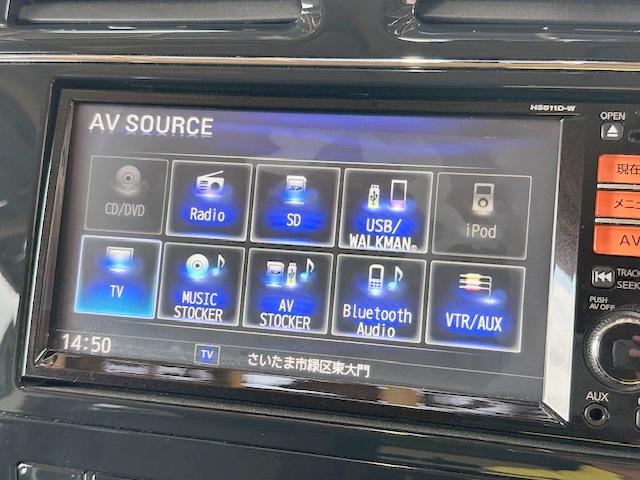 HS511D-W
AV SOURCE
OPEN
CD/DVD
Radio
SD
USB/
WALKMAN®
iPod
現在
メニュ
AV
TV
MUSIC
STOCKER
AV
STOCKER
Bluetooth
Audio
VTR/AUX
TRACK
SEEK
PUSH
AV OFF
14:50
TV
さいたま市緑区東大門
AUX